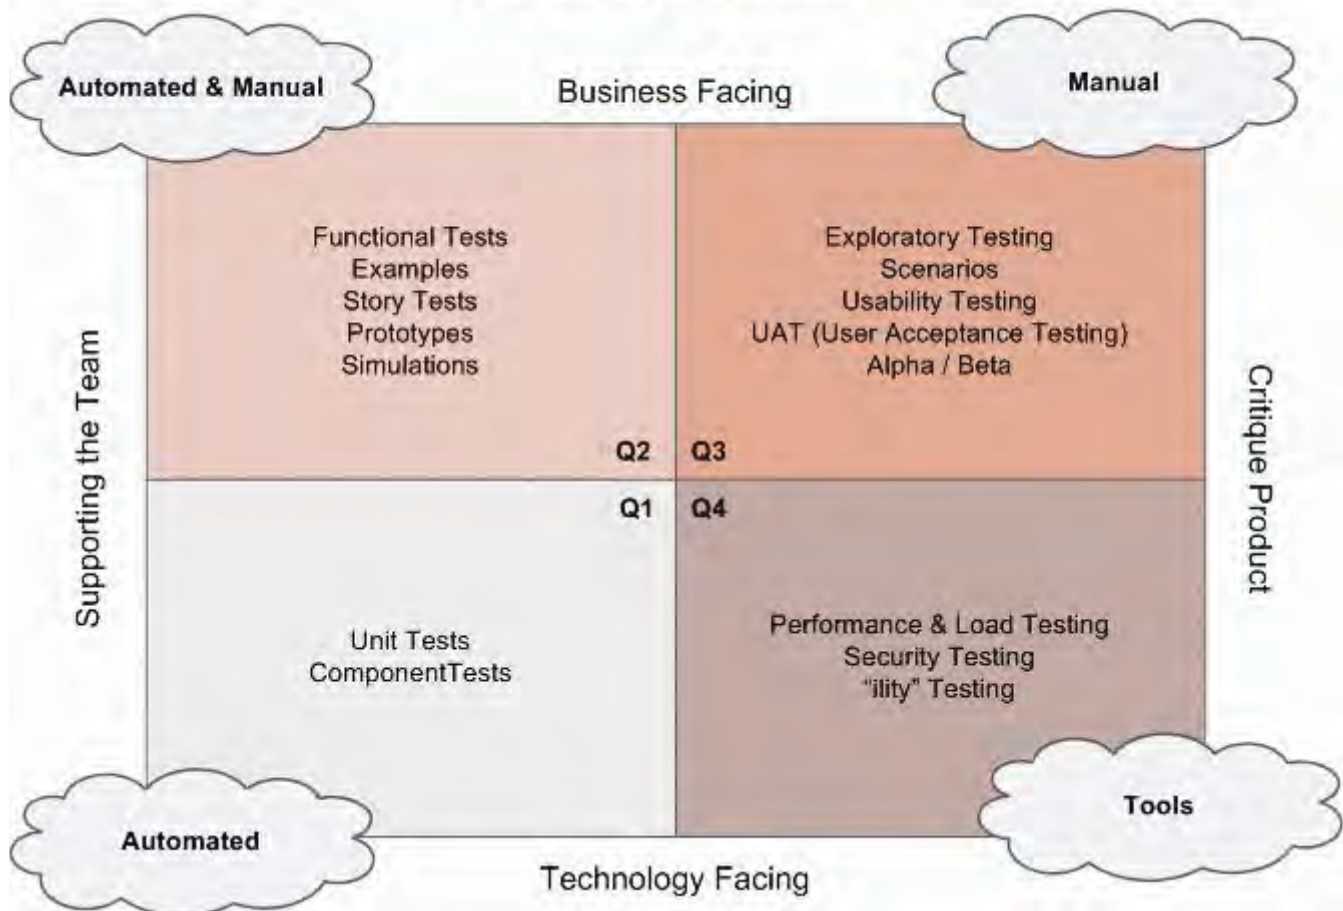 Automated & Manual
Business Facing
Manual
Functional Tests
Examples
Story Tests
Prototypes
Simulations
Q2
Exploratory Testing
Scenarios
Usability Testing
UAT (User Acceptance Testing)
Alpha / Beta
Q3
Supporting the Team
Critique Product
Q1
Unit Tests
ComponentTests
Q4
Performance & Load Testing
Security Testing
“ility” Testing
Automated
Technology Facing
Tools